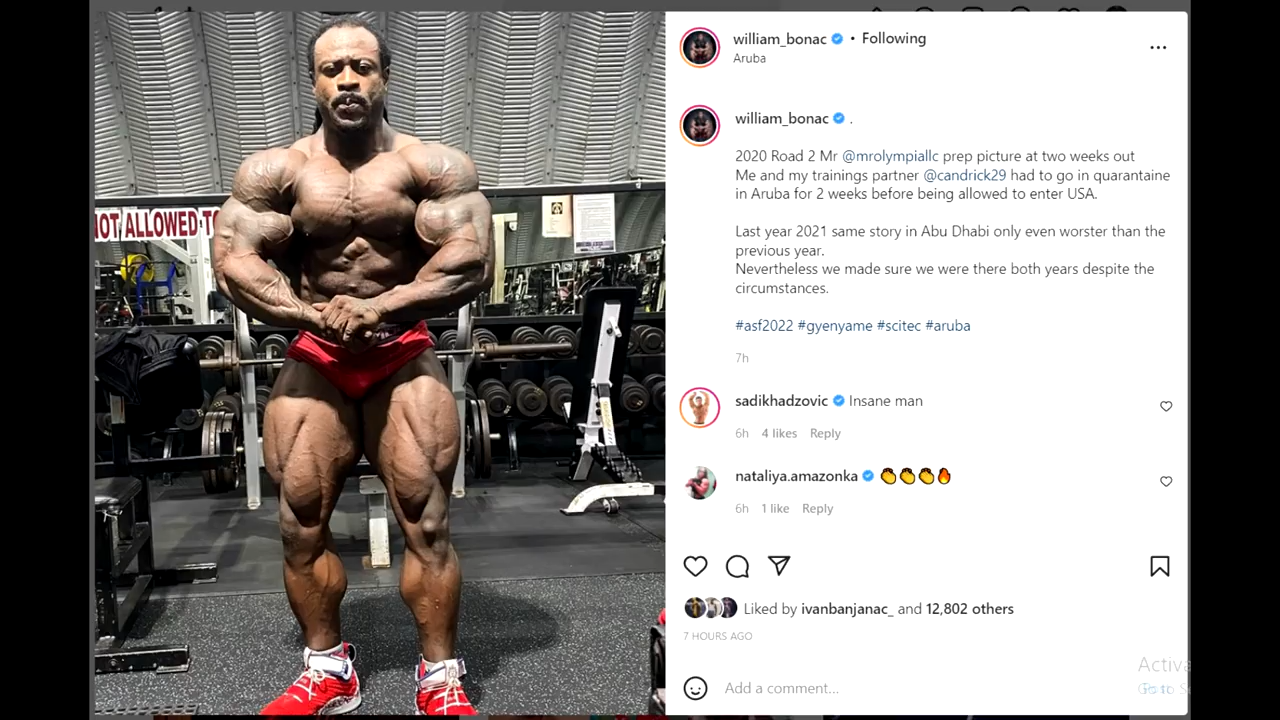 NOT ALLOWED TO
william_bonac • Following
Aruba
william_bonac .
2020 Road 2 Mr @mrolympiallc prep picture at two weeks out
Me and my trainings partner @candrick29 had to go in quarantaine
in Aruba for 2 weeks before being allowed to enter USA.
Last year 2021 same story in Abu Dhabi only even worster than the
previous year.
Nevertheless we made sure we were there both years despite the
circumstances.
#asf2022 #gyenyame #scitec #aruba
7h
sadikhadzovic Insane man
6h 4 likes Reply
nataliya.amazonka 👏👏👏🔥
6h 1 like Reply
Liked by ivanbanjanac_ and 12,802 others
7 HOURS AGO
Activa
Add a comment...
Post